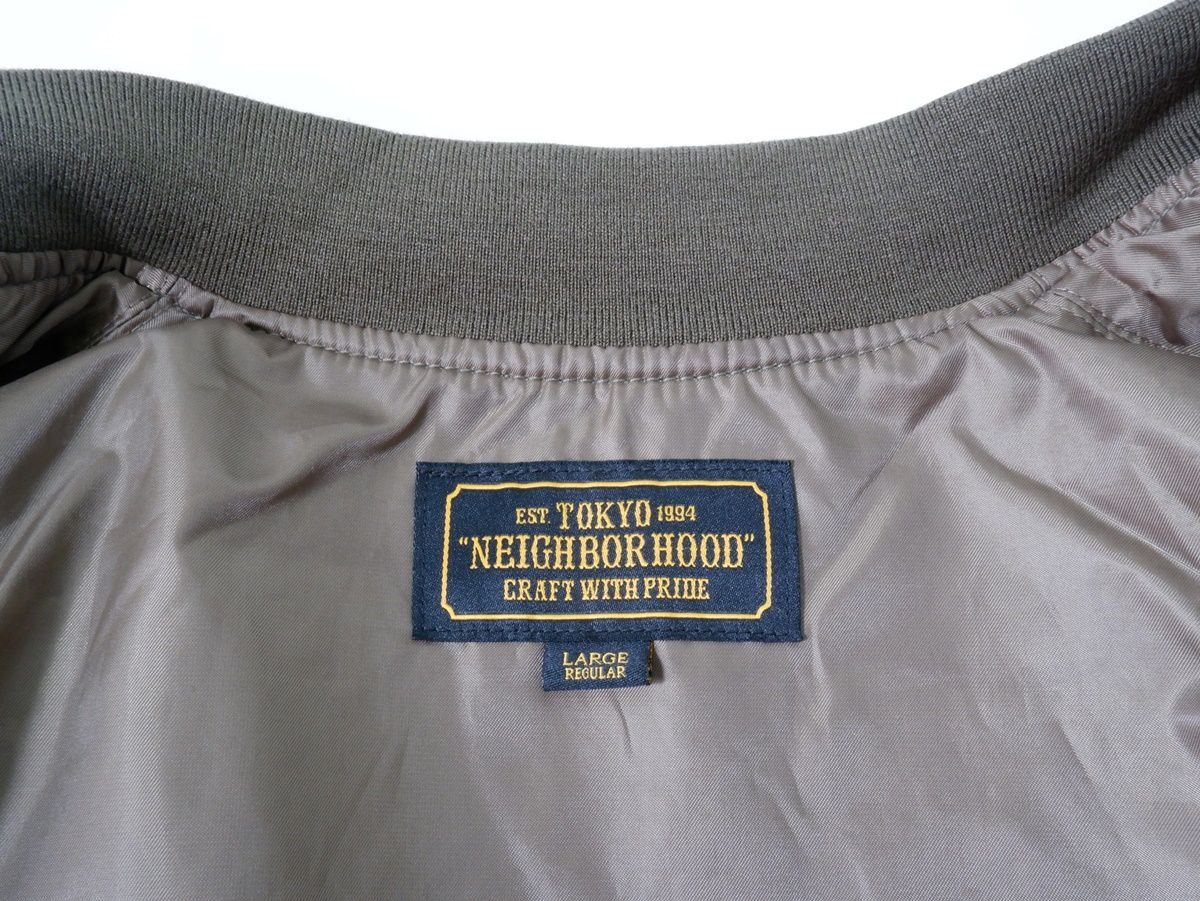 EST. TOKYO 1994
"NEIGHBORHOOD"
CRAFT WITH PRIDE
LARGE
REGULAR